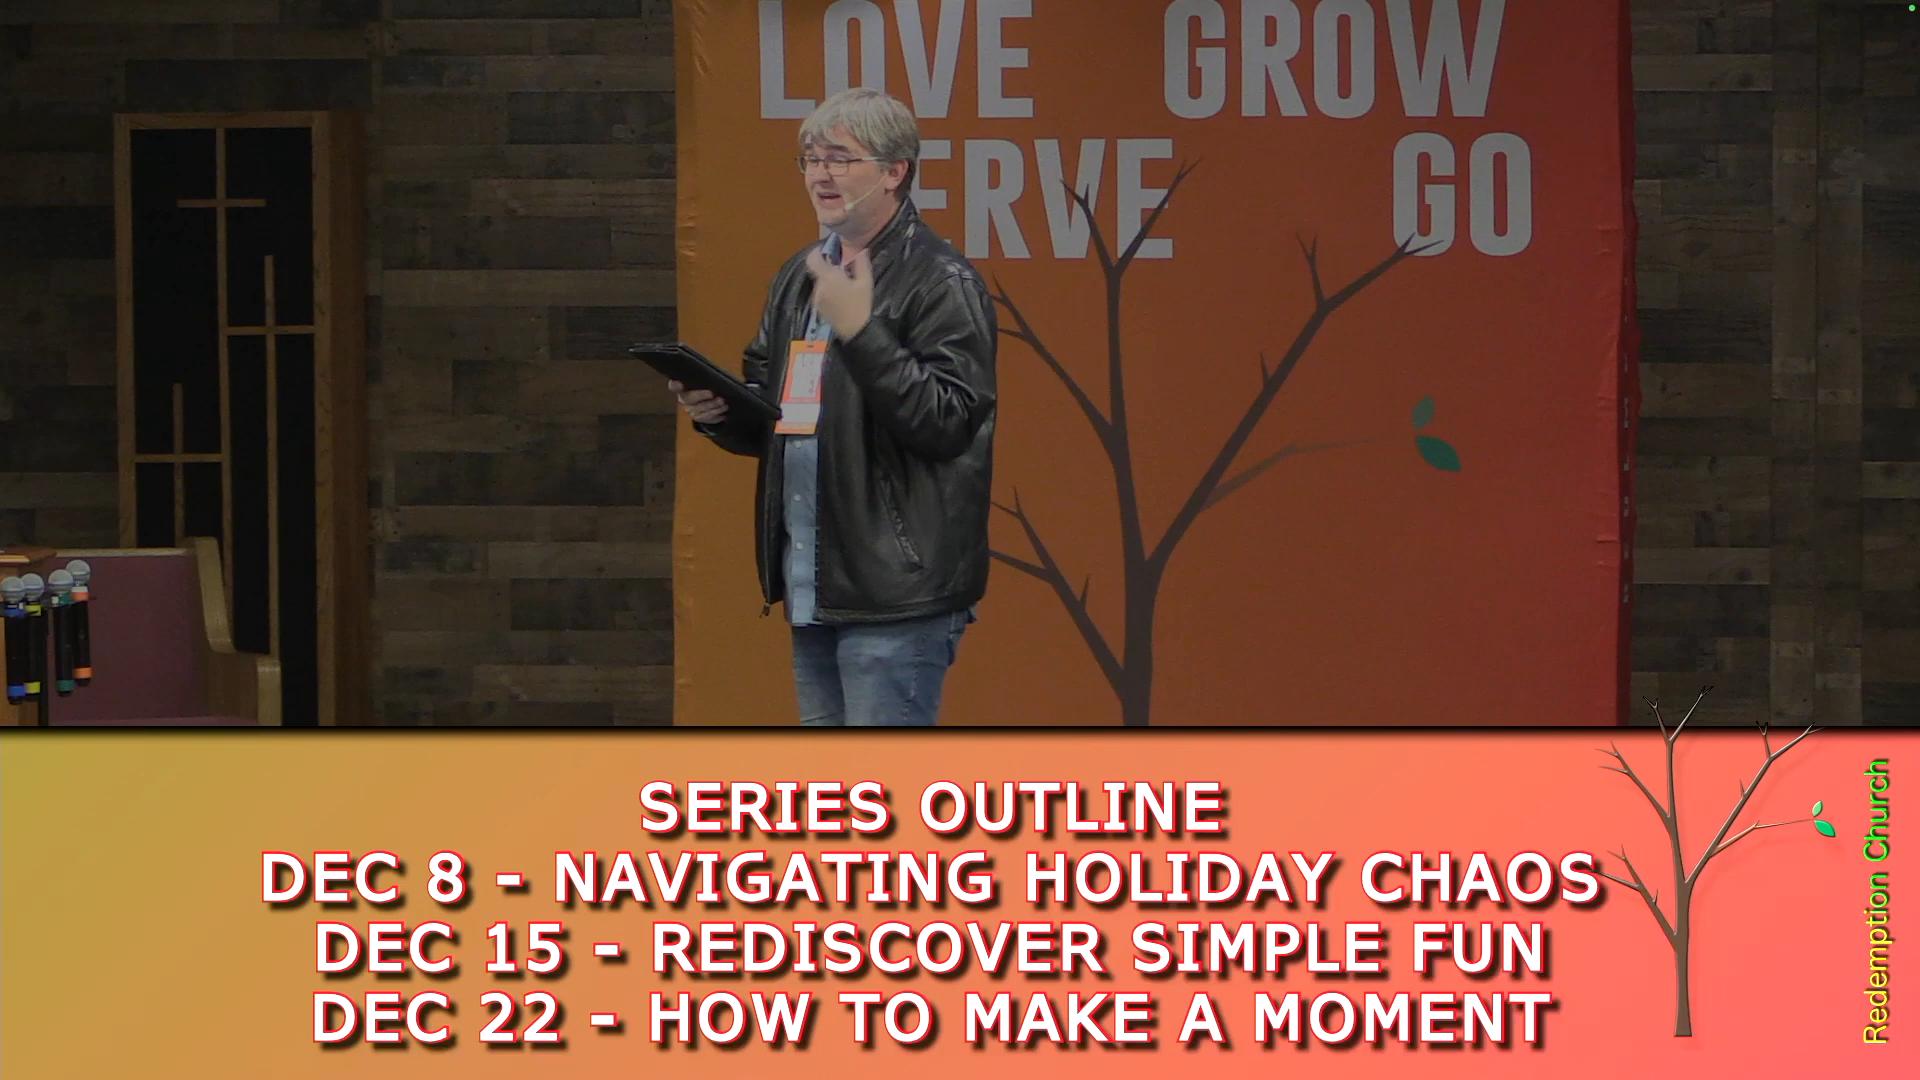 LOVE GROW
ERVE GO
SERIES OUTLINE
DEC 8 - NAVIGATING HOLIDAY CHAOS
DEC 15 - REDISCOVER SIMPLE FUN
DEC 22 - HOW TO MAKE A MOMENT
Redemption Church